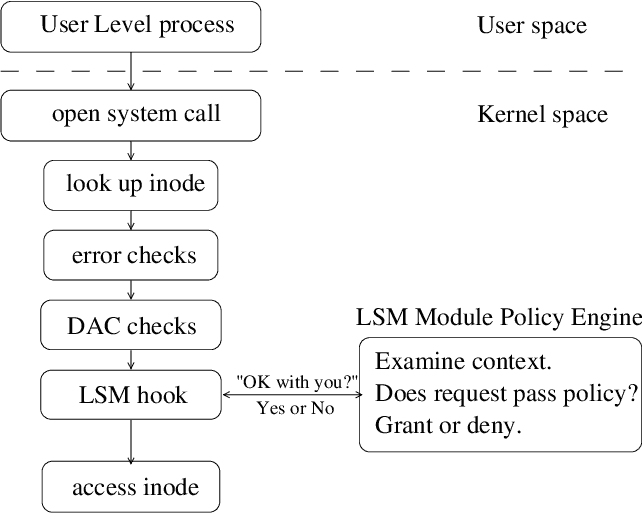 User Level process
User space
open system call
Kernel space
look up inode
error checks
DAC checks
LSM Module Policy Engine
LSM hook
"OK with you?"
Yes or No
Examine context.
Does request pass policy?
Grant or deny.
access inode